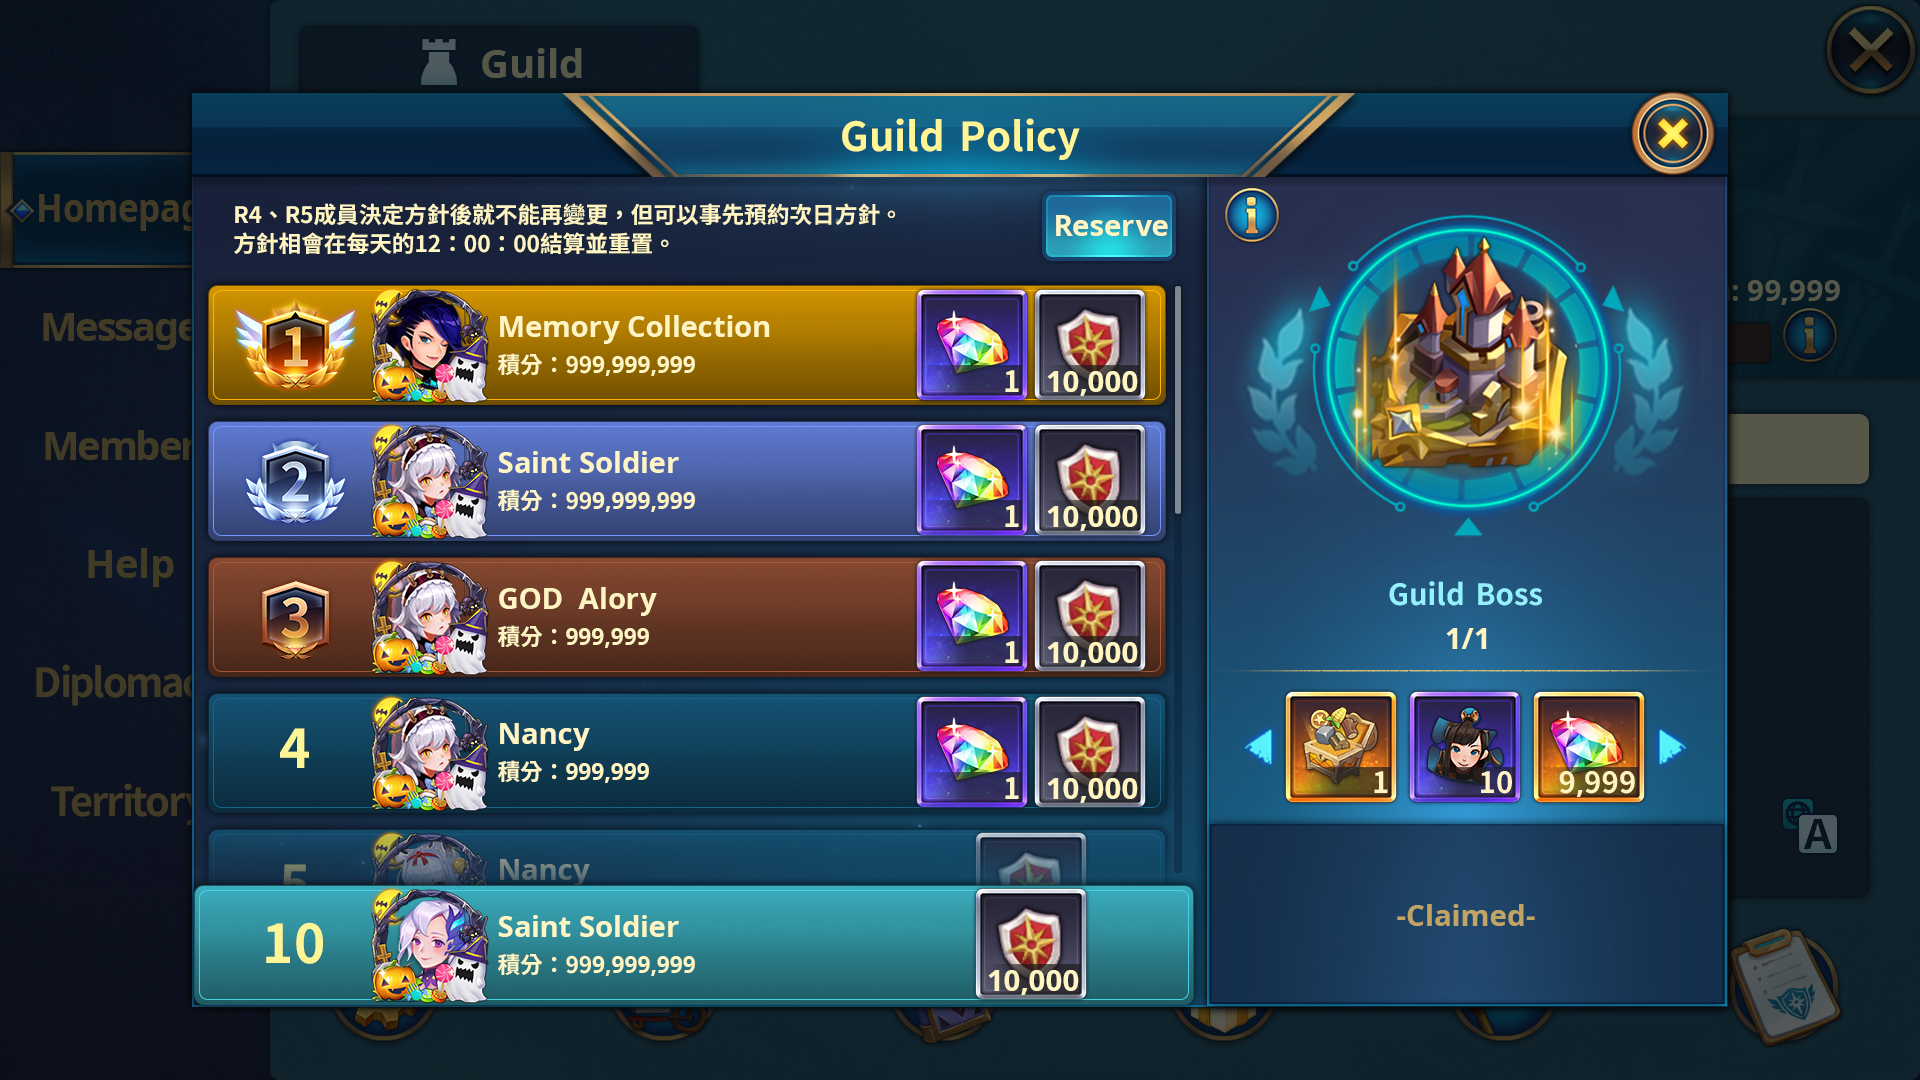 Guild
Guild Policy
R4、R5成員決定方針後就不能再變更，但可以事先預約次日方針。
方針相會在每天的12：00：00結算並重置。
Reserve
1
Memory Collection
積分：999,999,999
1
10,000
2
Saint Soldier
積分：999,999,999
1
10,000
3
GOD Alory
積分：999,999
1
10,000
4
Nancy
積分：999,999
1
10,000
5
Nancy
10
Saint Soldier
積分：999,999,999
10,000
Guild Boss
1/1
1
10
9,999
-Claimed-
Homepag
Message
Member
Help
Diplomac
Territory
: 99,999
A